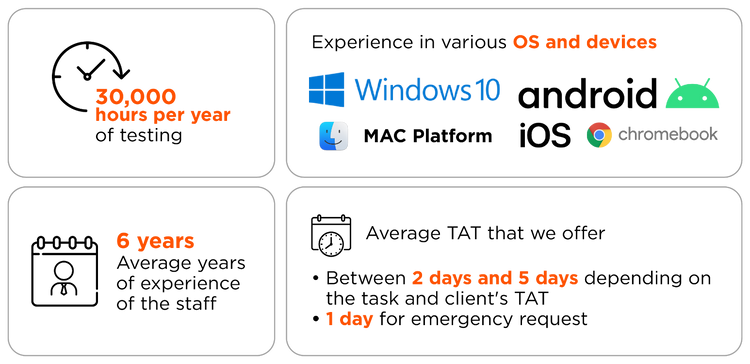 30,000
hours per year
of testing
Experience in various OS and devices
Windows 10
android
MAC Platform
iOS
chromebook
6 years
Average years
of experience
of the staff
Average TAT that we offer
• Between 2 days and 5 days depending on
the task and client's TAT
• 1 day for emergency request